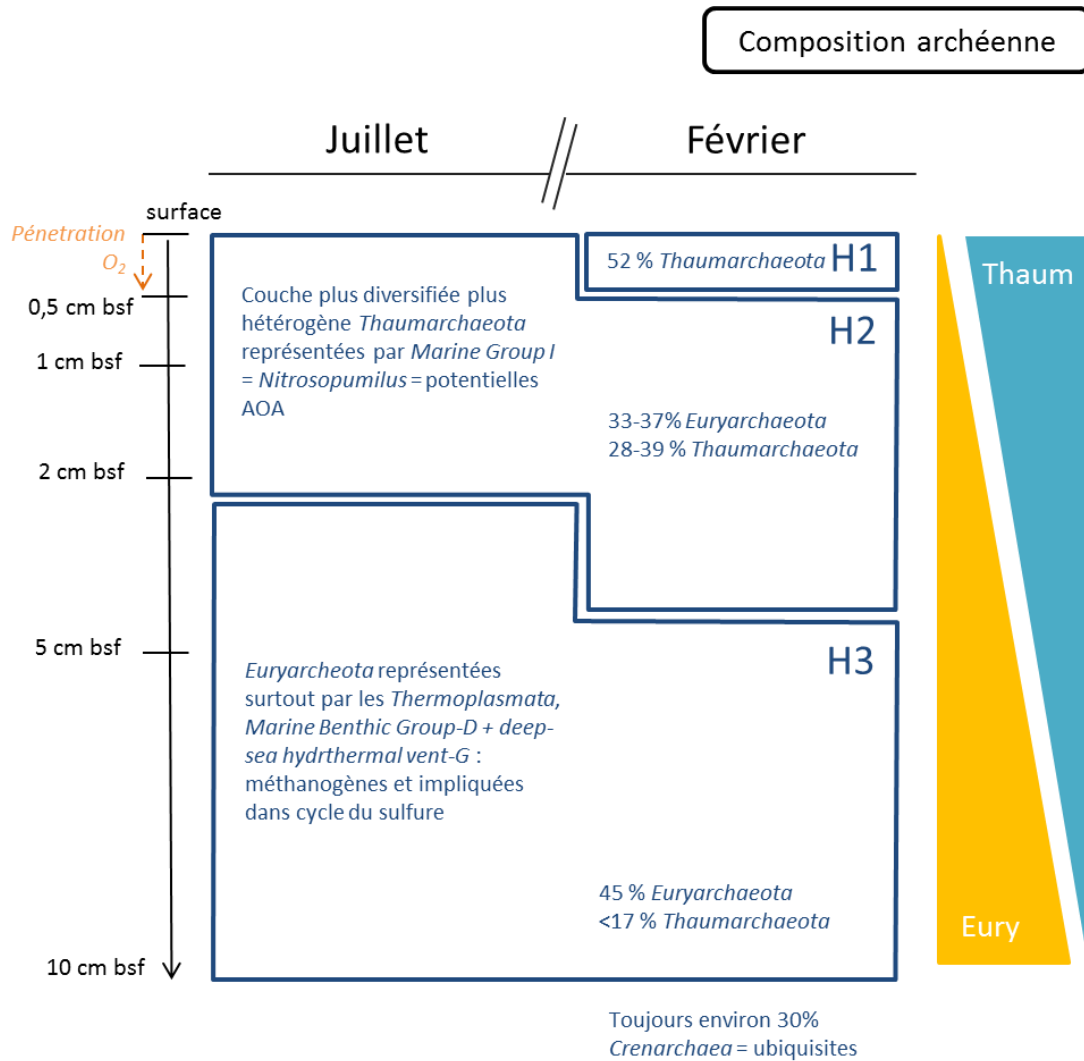 Composition archéenne
Juillet
Février
surface
Pénetration
O2
0,5 cm bsf
1 cm bsf
2 cm bsf
5 cm bsf
10 cm bsf
Couche plus diversifiée plus
hétérogène Thaumarchaeota
représentées par Marine Group I
= Nitrosopumilus = potentielles
AOA
52 % Thaumarchaeota H1
H2
33-37% Euryarchaeota
28-39 % Thaumarchaeota
Euryarcheota représentées
surtout par les Thermoplasmata,
Marine Benthic Group-D + deep-
sea hydrthermal vent-G :
méthanogènes et impliquées
dans cycle du sulfure
H3
45 % Euryarchaeota
<17 % Thaumarchaeota
Thaum
Eury
Toujours environ 30%
Crenarchaea = ubiquisites